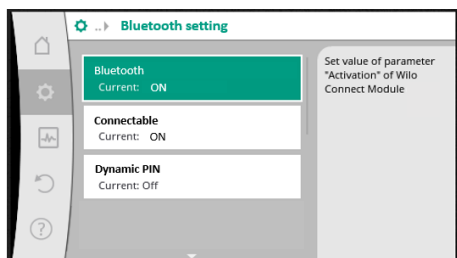 ..▸ Bluetooth setting
Bluetooth
Current: ON
Connectable
Current: ON
Dynamic PIN
Current: Off
Set value of parameter
"Activation" of Wilo
Connect Module
?